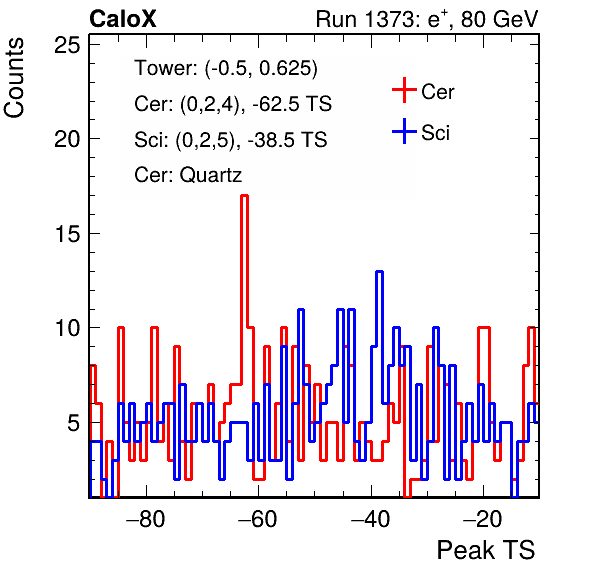 CaloX Run 1373: e⁺, 80 GeV
Counts
25
20
15
10
5
Tower: (-0.5, 0.625)
Cer: (0,2,4), -62.5 TS
Sci: (0,2,5), -38.5 TS
Cer: Quartz
Cer
Sci
−80 −60 −40 −20
Peak TS